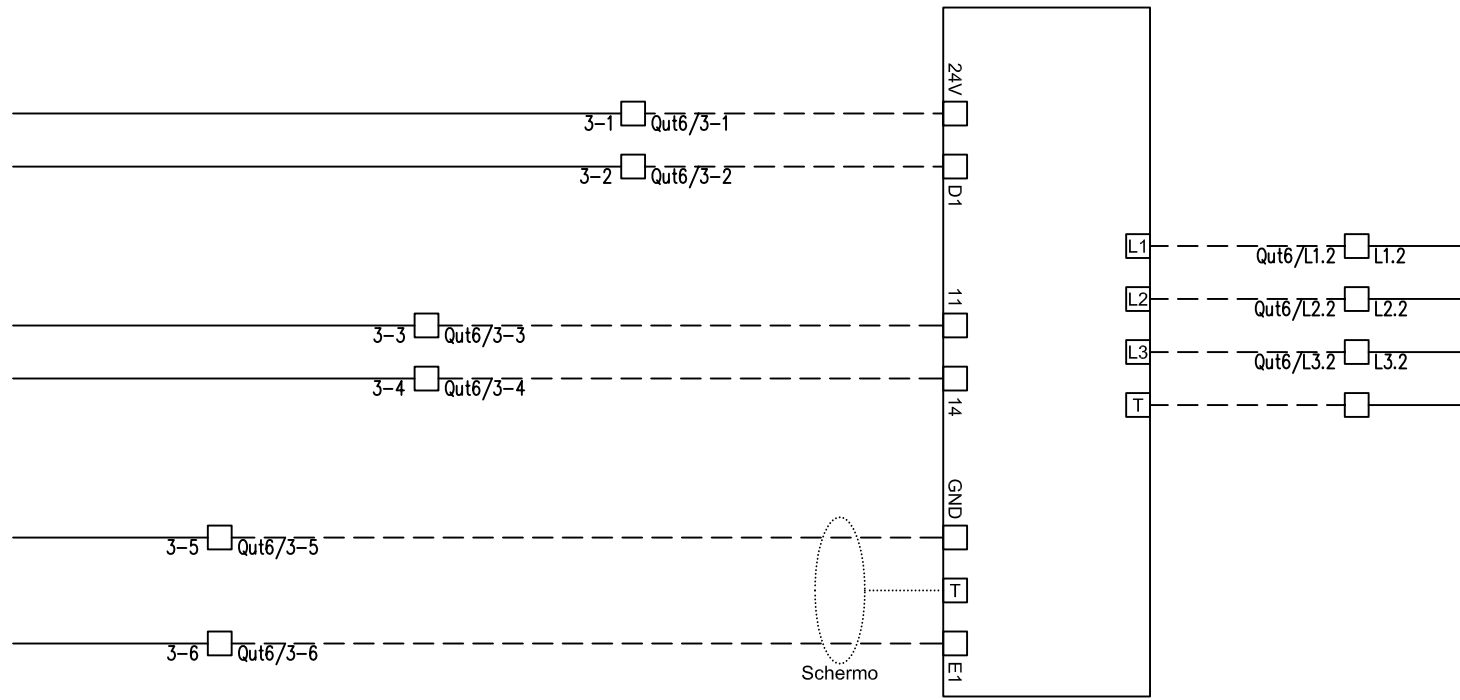 24V
3-1 Qut6/3-1
3-2 Qut6/3-2
D1
L1 Qut6/L1.2 L1.2
11
L2 Qut6/L2.2 L2.2
3-3 Qut6/3-3
L3 Qut6/L3.2 L3.2
3-4 Qut6/3-4
14
T
GND
3-5 Qut6/3-5
T
3-6 Qut6/3-6
E1
Schermo